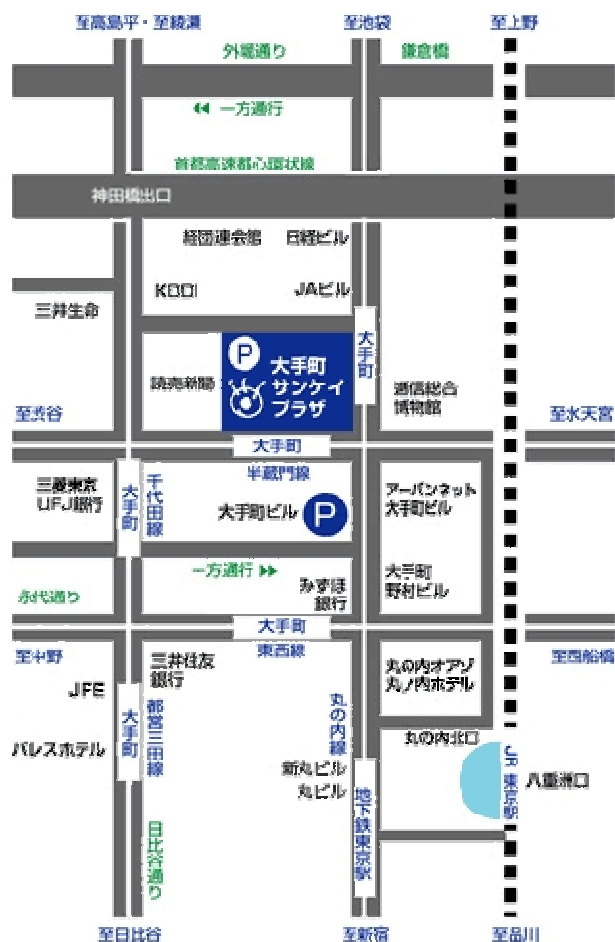 至高島平・至綾瀬
至池袋
至上野
外堀通り
鎌倉橋
一方通行
首都高速都心環状線
神田橋出口
経団連会館
日経ビル
KDDI
JAビル
三井生命
大手町
P
大手町
サンケイ
プラザ
読売新聞
逓信総合
博物館
至渋谷
至水天宮
大手町
半蔵門線
三菱東京
UFJ銀行
大手町
千代田線
大手町ビル
P
アーバンネット
大手町ビル
一方通行
みずほ
銀行
大手町
野村ビル
永代通り
大手町
東西線
至中野
至西船橋
三井住友
銀行
丸の内オアゾ
丸ノ内ホテル
JFE
大手町
都営三田線
丸の内線
丸の内北口
パレスホテル
新丸ビル
丸ビル
地下鉄東京駅
JR 東京駅
八重洲口
日比谷通り
至日比谷
至新宿
至品川